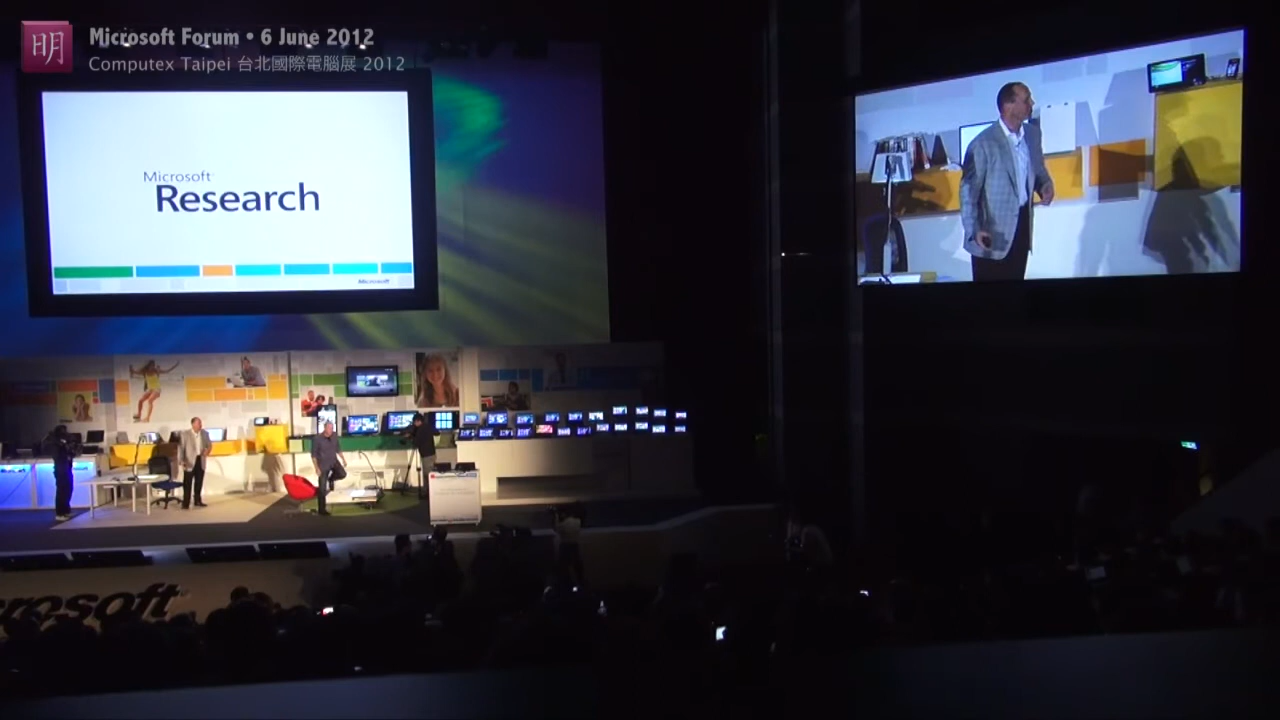 明
Microsoft Forum • 6 June 2012
Computex Taipei 台北國際電腦展 2012
Microsoft
Research
Microsoft
crosoft